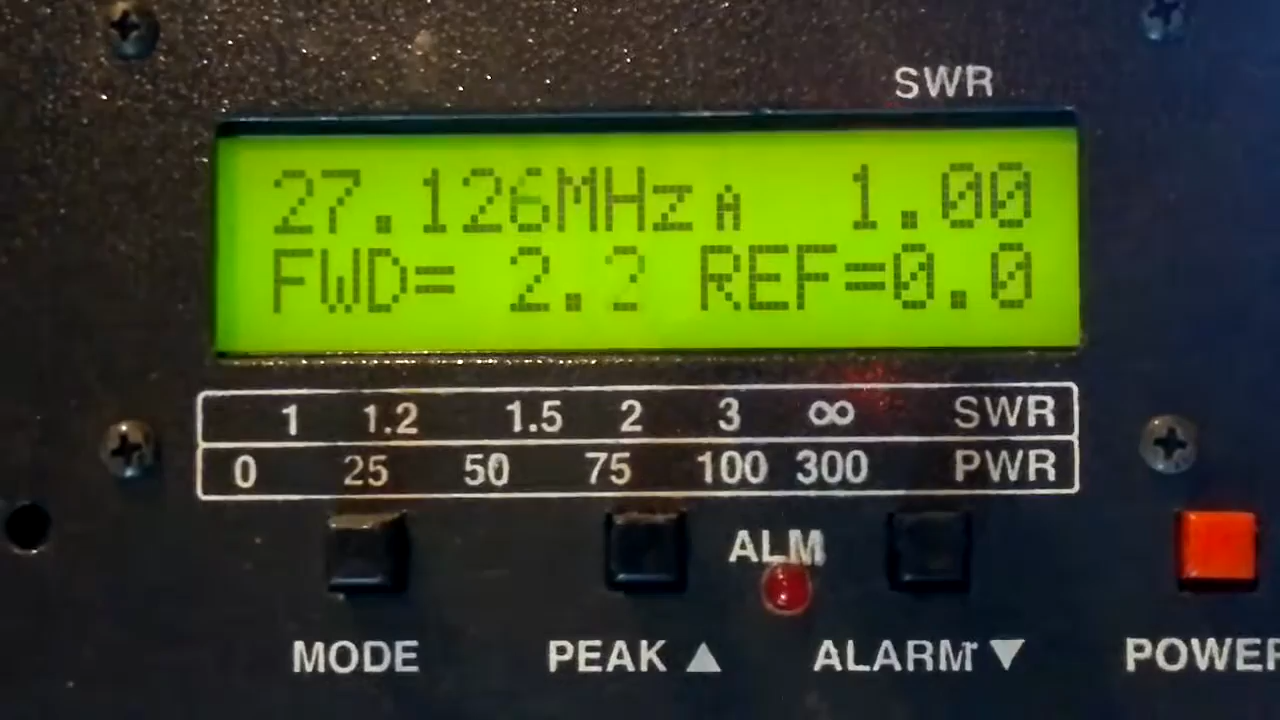 SWR
27.126MHz A 1.00
FWD= 2.2 REF=0.0
1 1.2 1.5 2 3 ∞ SWR
0 25 50 75 100 300 PWR
ALM
MODE PEAK ▲ ALARM ▼ POWER